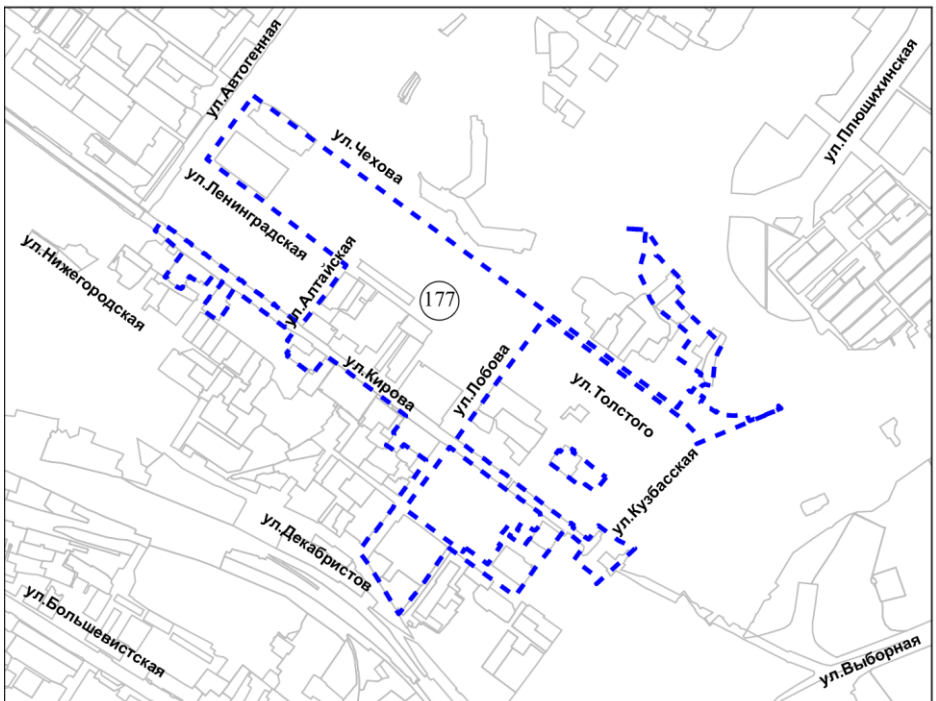 ул.Автогенная
ул.Плющихинская
ул.Чехова
ул.Ленинградская
ул.Нижегородская
ул.Алтайская
177
ул.Кирова
ул.Лобова
ул.Толстого
ул.Кузбасская
ул.Декабристов
ул.Большевистская
ул.Выборная